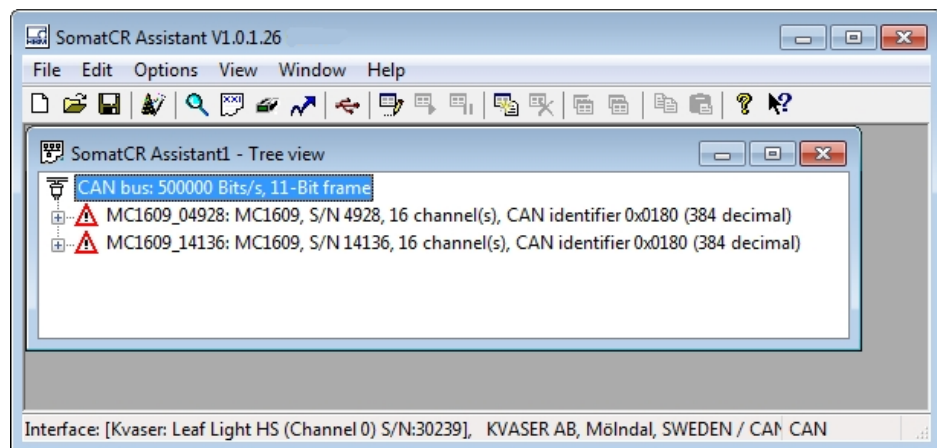 SomatCR Assistant V1.0.1.26
File Edit Options View Window Help
SomatCR Assistant1 - Tree view
CAN bus: 500000 Bits/s, 11-Bit frame
MC1609_04928: MC1609, S/N 4928, 16 channel(s), CAN identifier 0x0180 (384 decimal)
MC1609_14136: MC1609, S/N 14136, 16 channel(s), CAN identifier 0x0180 (384 decimal)
Interface: [Kvaser: Leaf Light HS (Channel 0) S/N:30239], KVASER AB, Mölndal, SWEDEN / CAN CAN